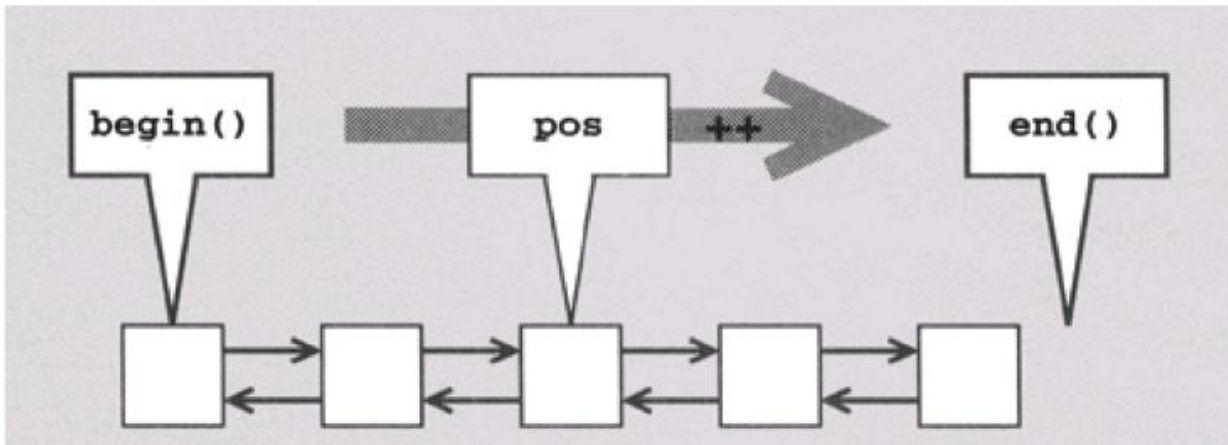 begin()
pos
++
end()